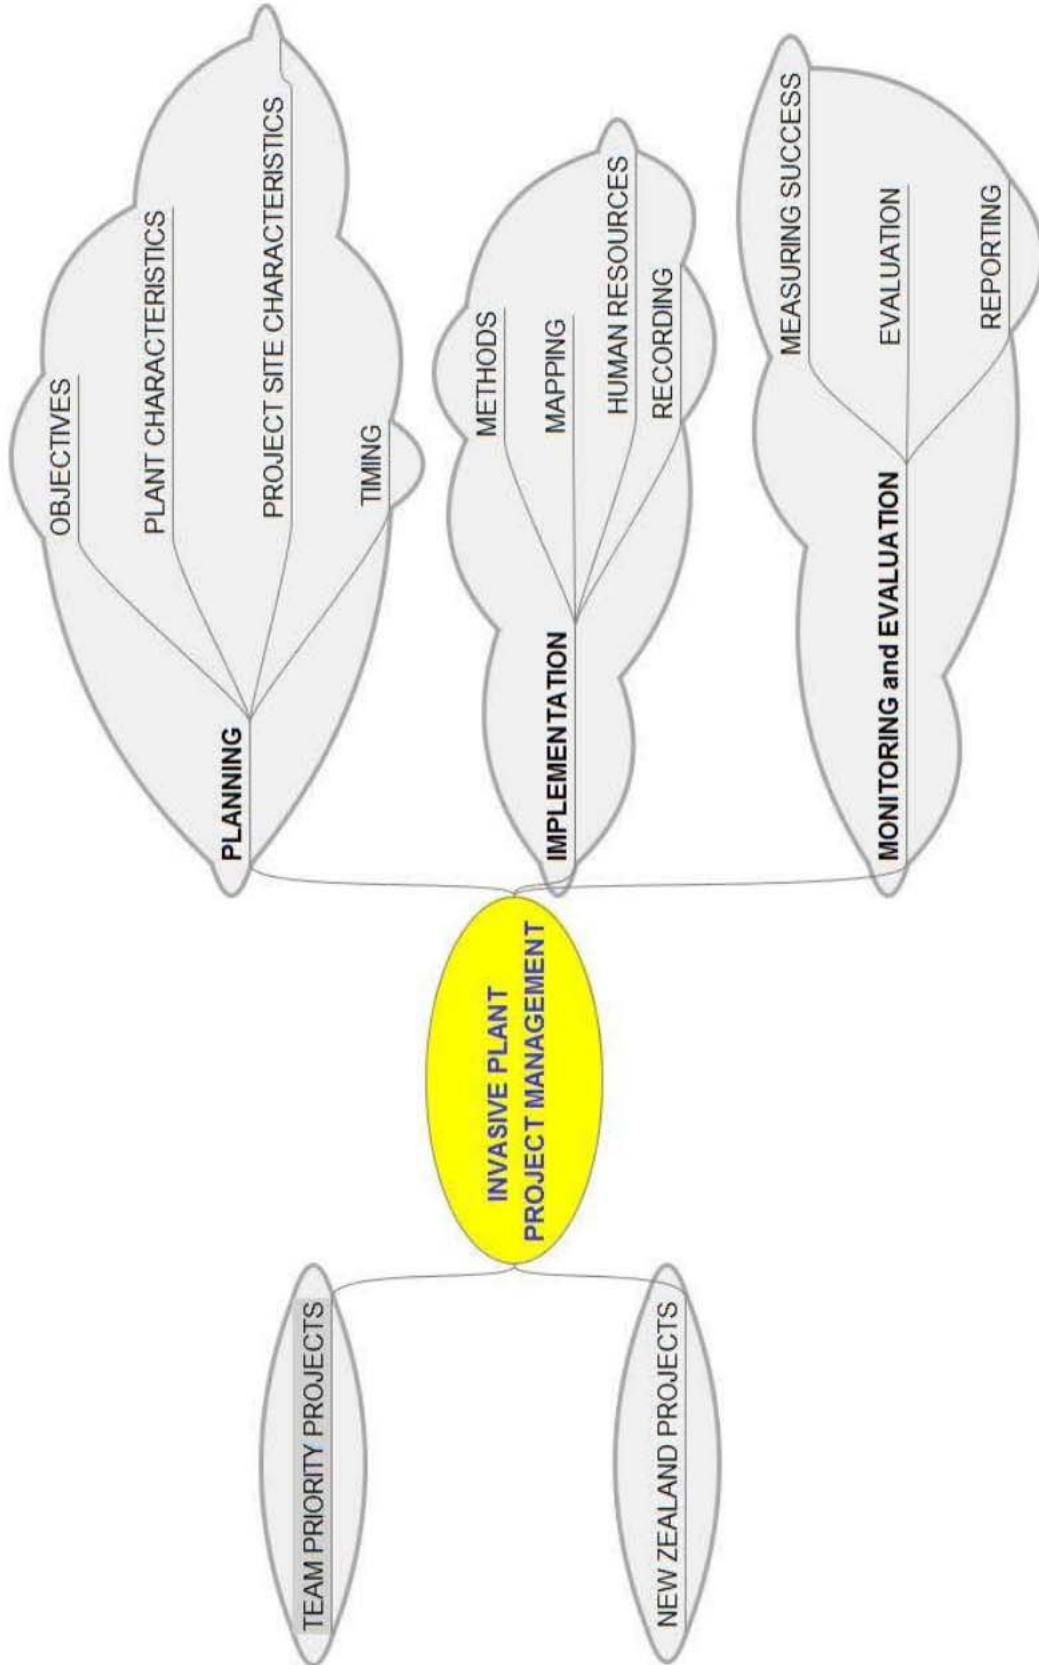 TEAM PRIORITY PROJECTS
NEW ZEALAND PROJECTS
INVASIVE PLANT
PROJECT MANAGEMENT
PLANNING
OBJECTIVES
PLANT CHARACTERISTICS
PROJECT SITE CHARACTERISTICS
TIMING
IMPLEMENTATION
METHODS
MAPPING
HUMAN RESOURCES
RECORDING
MONITORING and EVALUATION
MEASURING SUCCESS
EVALUATION
REPORTING